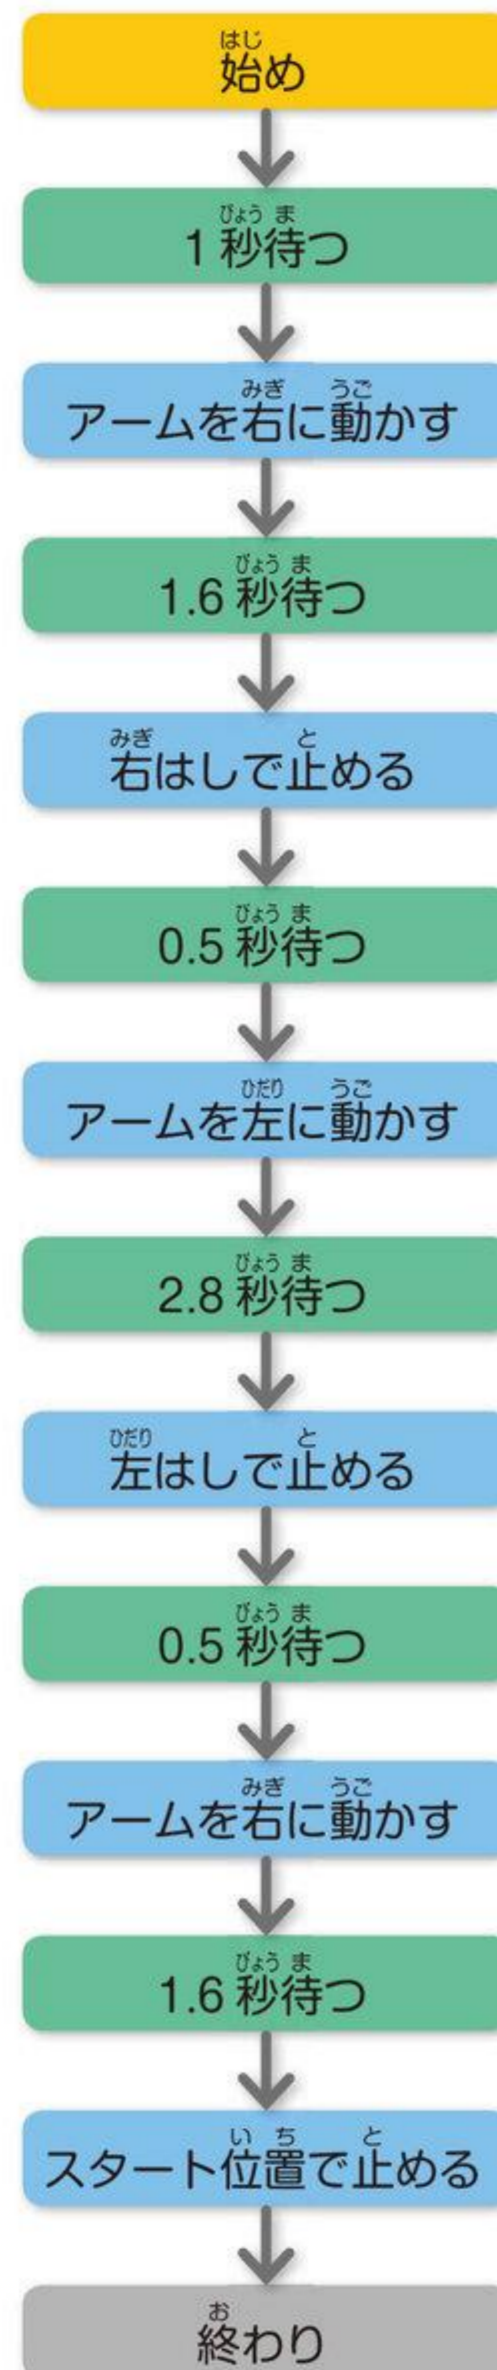 始め
1秒待つ
アームを右に動かす
1.6秒待つ
右はしで止める
0.5秒待つ
アームを左に動かす
2.8秒待つ
左はしで止める
0.5秒待つ
アームを右に動かす
1.6秒待つ
スタート位置で止める
終わり